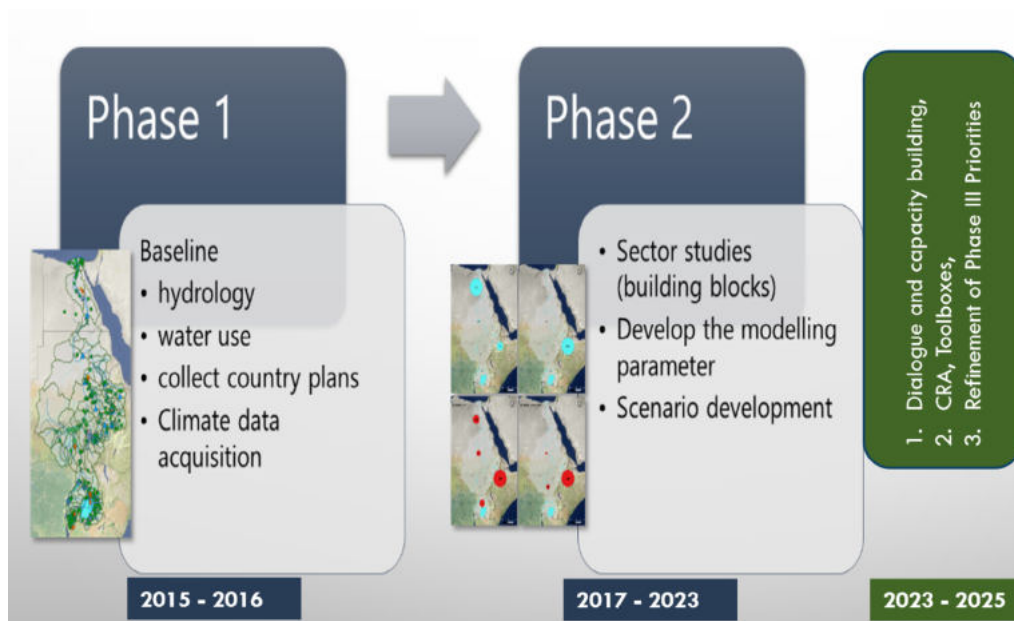 Phase 1
Baseline
• hydrology
• water use
• collect country plans
• Climate data
acquisition
2015 - 2016
Phase 2
• Sector studies
(building blocks)
• Develop the modelling
parameter
• Scenario development
2017 - 2023
1. Dialogue and capacity building,
2. CRA, Toolboxes,
3. Refinement of Phase III Priorities
2023 - 2025